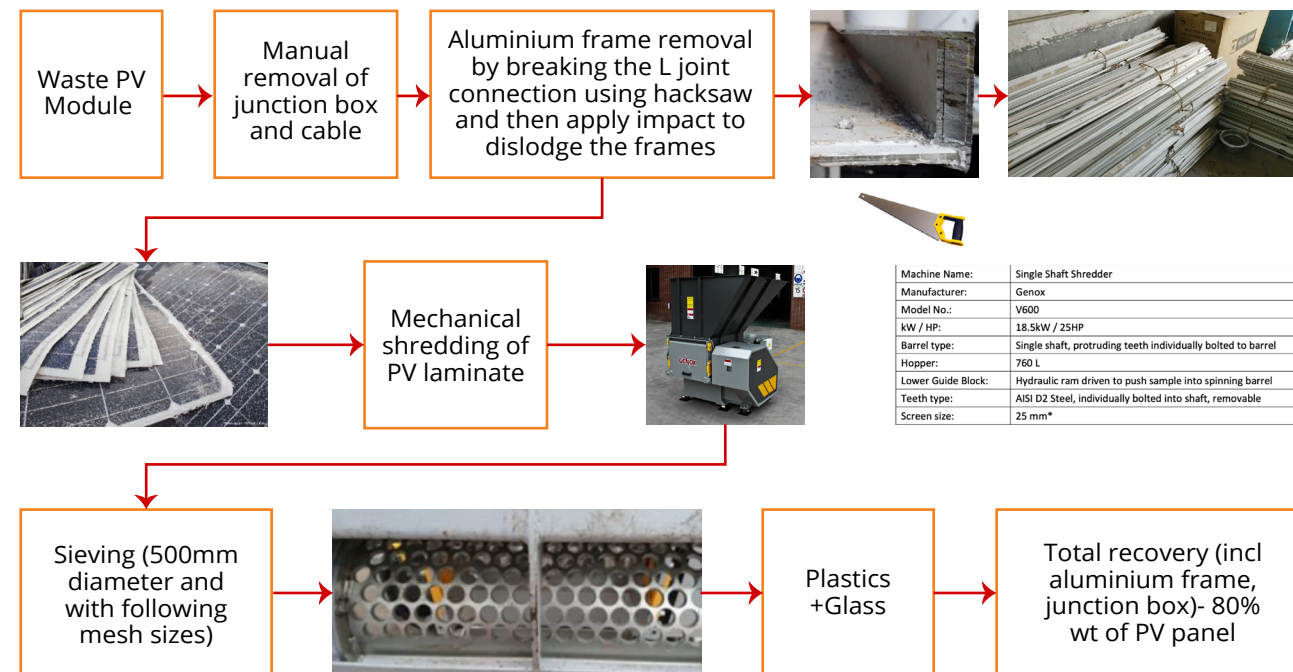 Waste PV
Module
Manual
removal of
junction box
and cable
Aluminium frame removal
by breaking the L joint
connection using hacksaw
and then apply impact to
dislodge the frames
Mechanical
shredding of
PV laminate
GENOX
Machine Name: Single Shaft Shredder
Manufacturer: Genox
Model No.: V600
kW / HP: 18.5kW / 25HP
Barrel type: Single shaft, protruding teeth individually bolted to barrel
Hopper: 760 L
Lower Guide Block: Hydraulic ram driven to push sample into spinning barrel
Teeth type: AISI D2 Steel, individually bolted into shaft, removable
Screen size: 25 mm*
Sieving (500mm
diameter and
with following
mesh sizes)
Plastics
+Glass
Total recovery (incl
aluminium frame,
junction box)- 80%
wt of PV panel